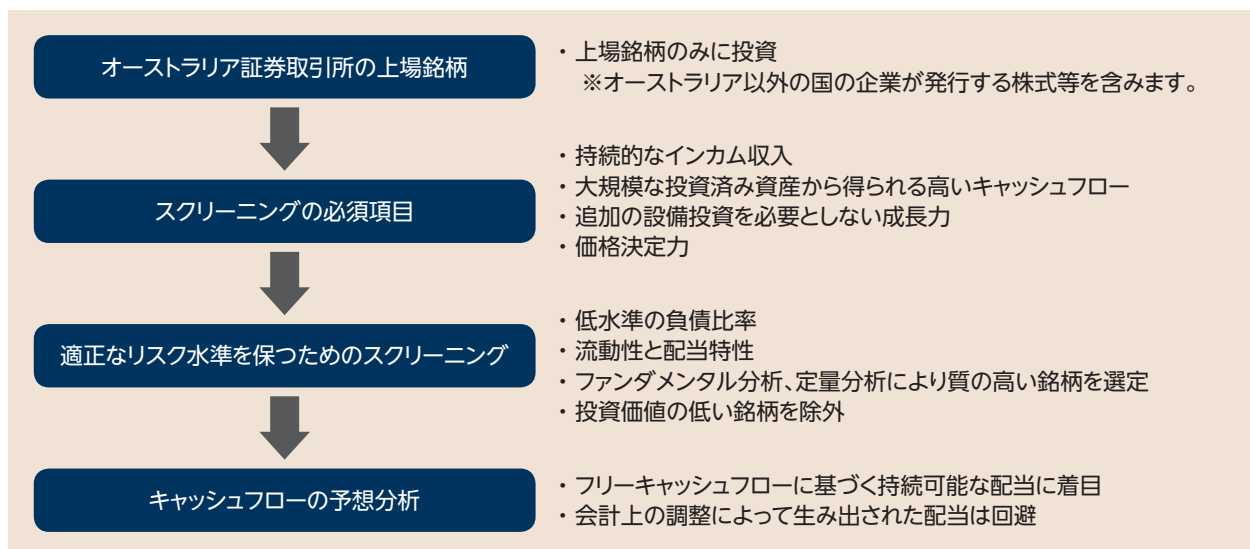 オーストラリア証券取引所の上場銘柄
・上場銘柄のみに投資
※オーストラリア以外の国の企業が発行する株式等を含みます。
スクリーニングの必須項目
・持続的なインカム収入
・大規模な投資済み資産から得られる高いキャッシュフロー
・追加の設備投資を必要としない成長力
・価格決定力
適正なリスク水準を保つためのスクリーニング
・低水準の負債比率
・流動性と配当特性
・ファンダメンタル分析、定量分析により質の高い銘柄を選定
・投資価値の低い銘柄を除外
キャッシュフローの予想分析
・フリーキャッシュフローに基づく持続可能な配当に着目
・会計上の調整によって生み出された配当は回避